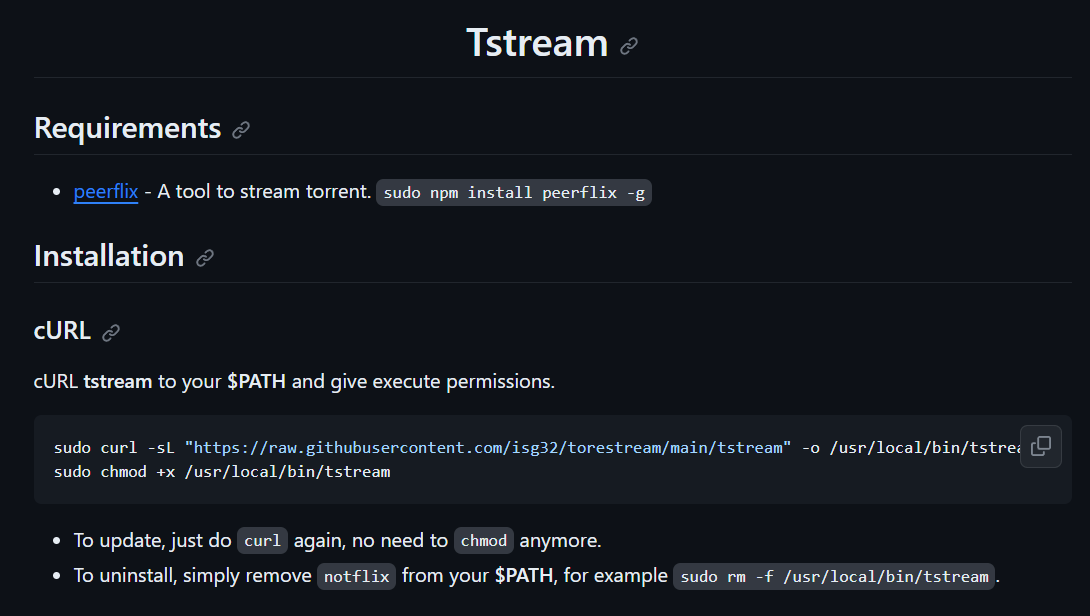 Tstream
Requirements
peerflix - A tool to stream torrent. sudo npm install peerflix -g
Installation
cURL
cURL tstream to your $PATH and give execute permissions.
sudo curl -sL "https://raw.githubusercontent.com/isg32/torestream/main/tstream" -o /usr/local/bin/tstrea
sudo chmod +x /usr/local/bin/tstream
To update, just do curl again, no need to chmod anymore.
To uninstall, simply remove notflix from your $PATH, for example sudo rm -f /usr/local/bin/tstream.